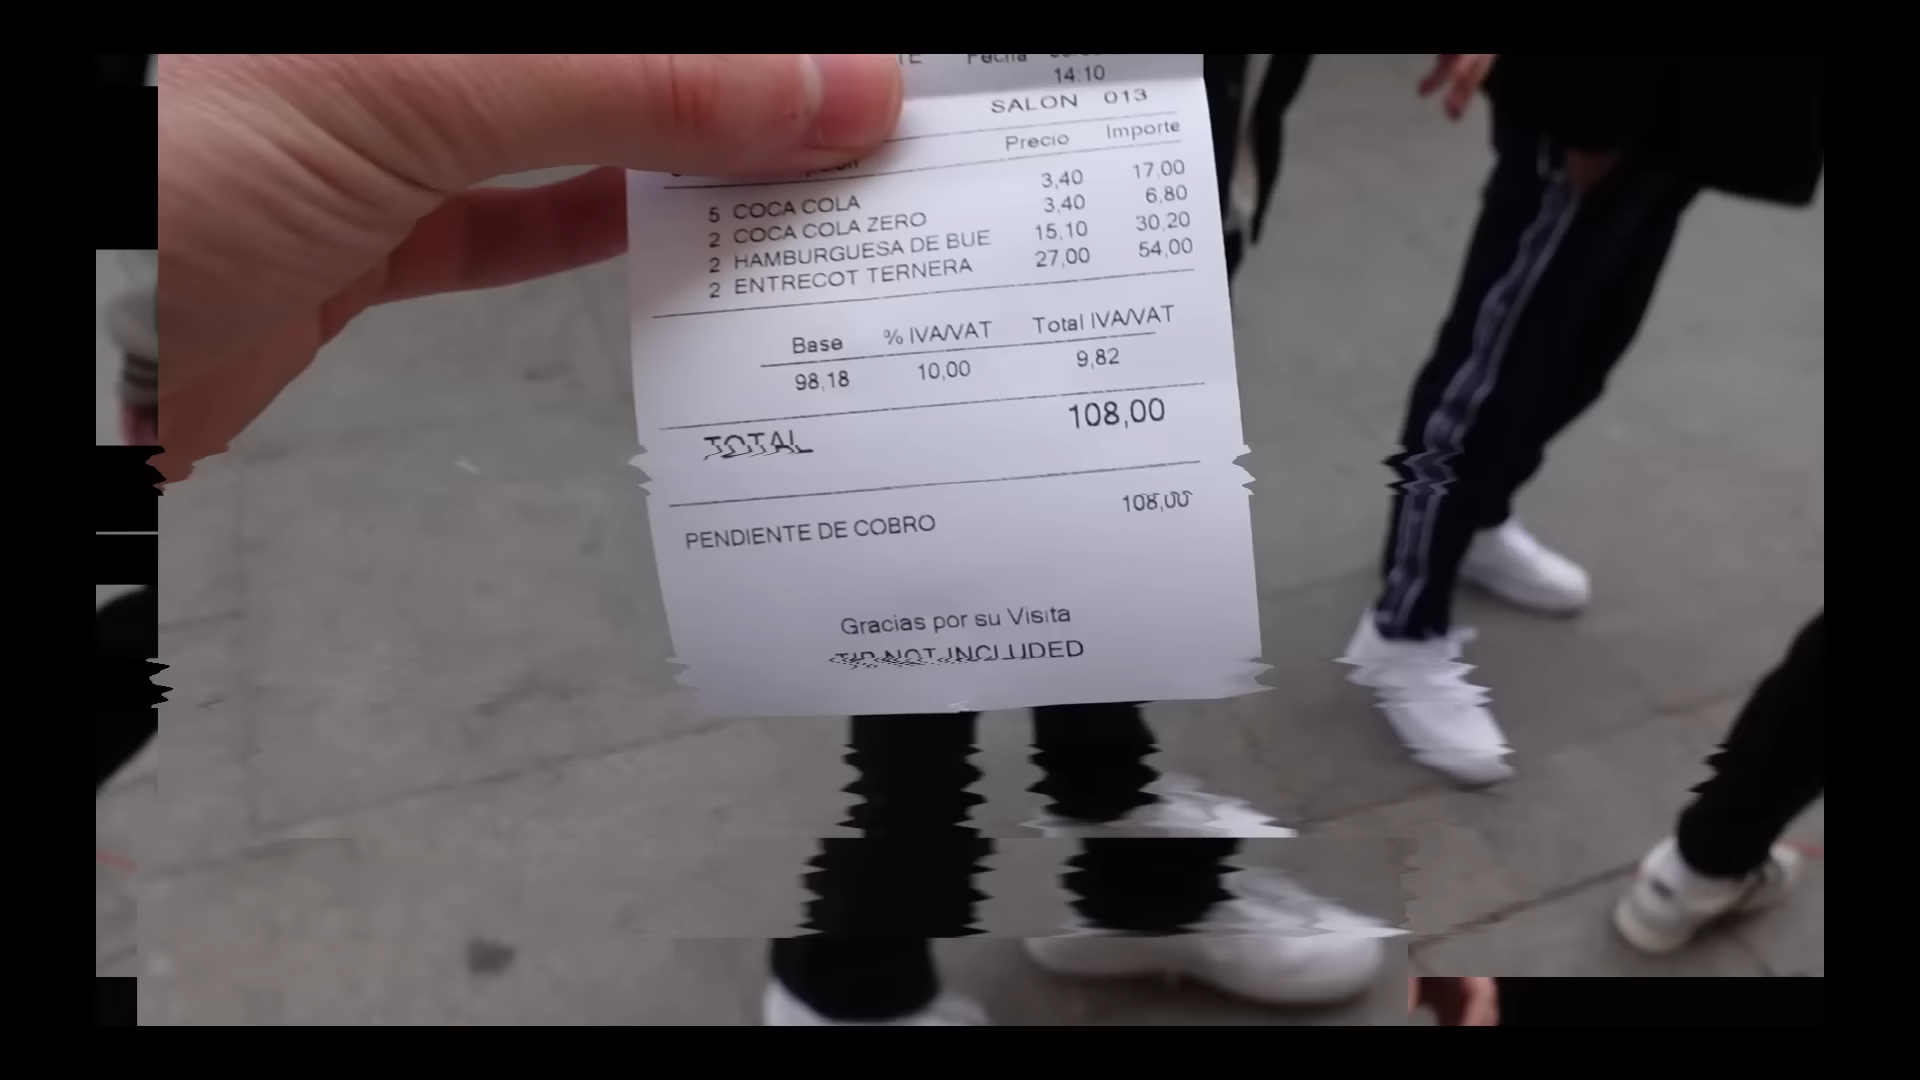 14:10
SALON 013
Precio Importe
5 COCA COLA 3,40 17,00
2 COCA COLA ZERO 3,40 6,80
2 HAMBURGUESA DE BUE 15,10 30,20
2 ENTRECOT TERNERA 27,00 54,00
Base % IVA/VAT Total IVA/VAT
98,18 10,00 9,82
TOTAL 108,00
PENDIENTE DE COBRO 108,00
Gracias por su Visita
TIP NOT INCLUDED